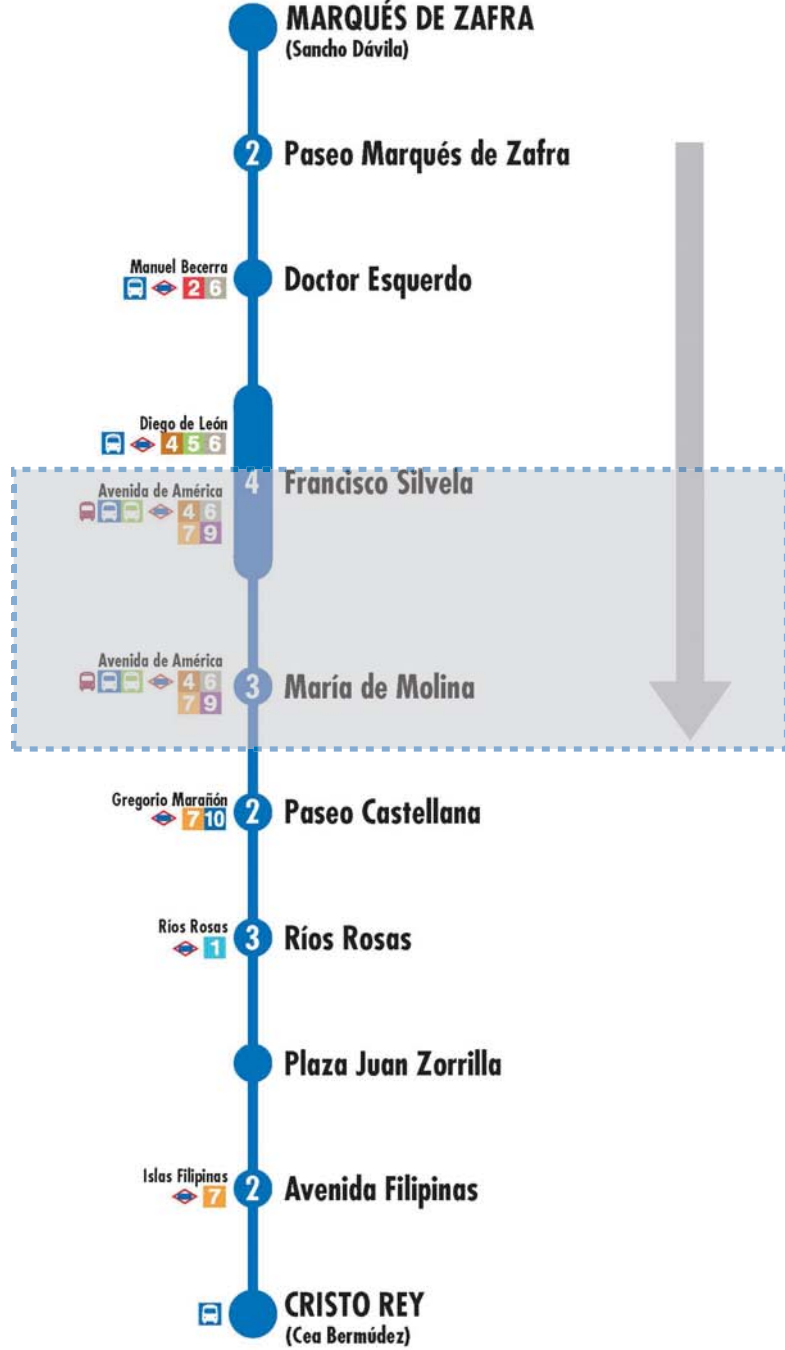 MARQUÉS DE ZAFRA
(Sancho Dávila)
2 Paseo Marqués de Zafra
Manuel Becerra
2 6
Doctor Esquerdo
Diego de León
4 5 6
Avenida de América
4 6
7 9
4 Francisco Silvela
Avenida de América
4 6
7 9
3 María de Molina
Gregorio Marañón
7 10
2 Paseo Castellana
Ríos Rosas
1
3 Ríos Rosas
Plaza Juan Zorrilla
Islas Filipinas
7
2 Avenida Filipinas
CRISTO REY
(Cea Bermúdez)